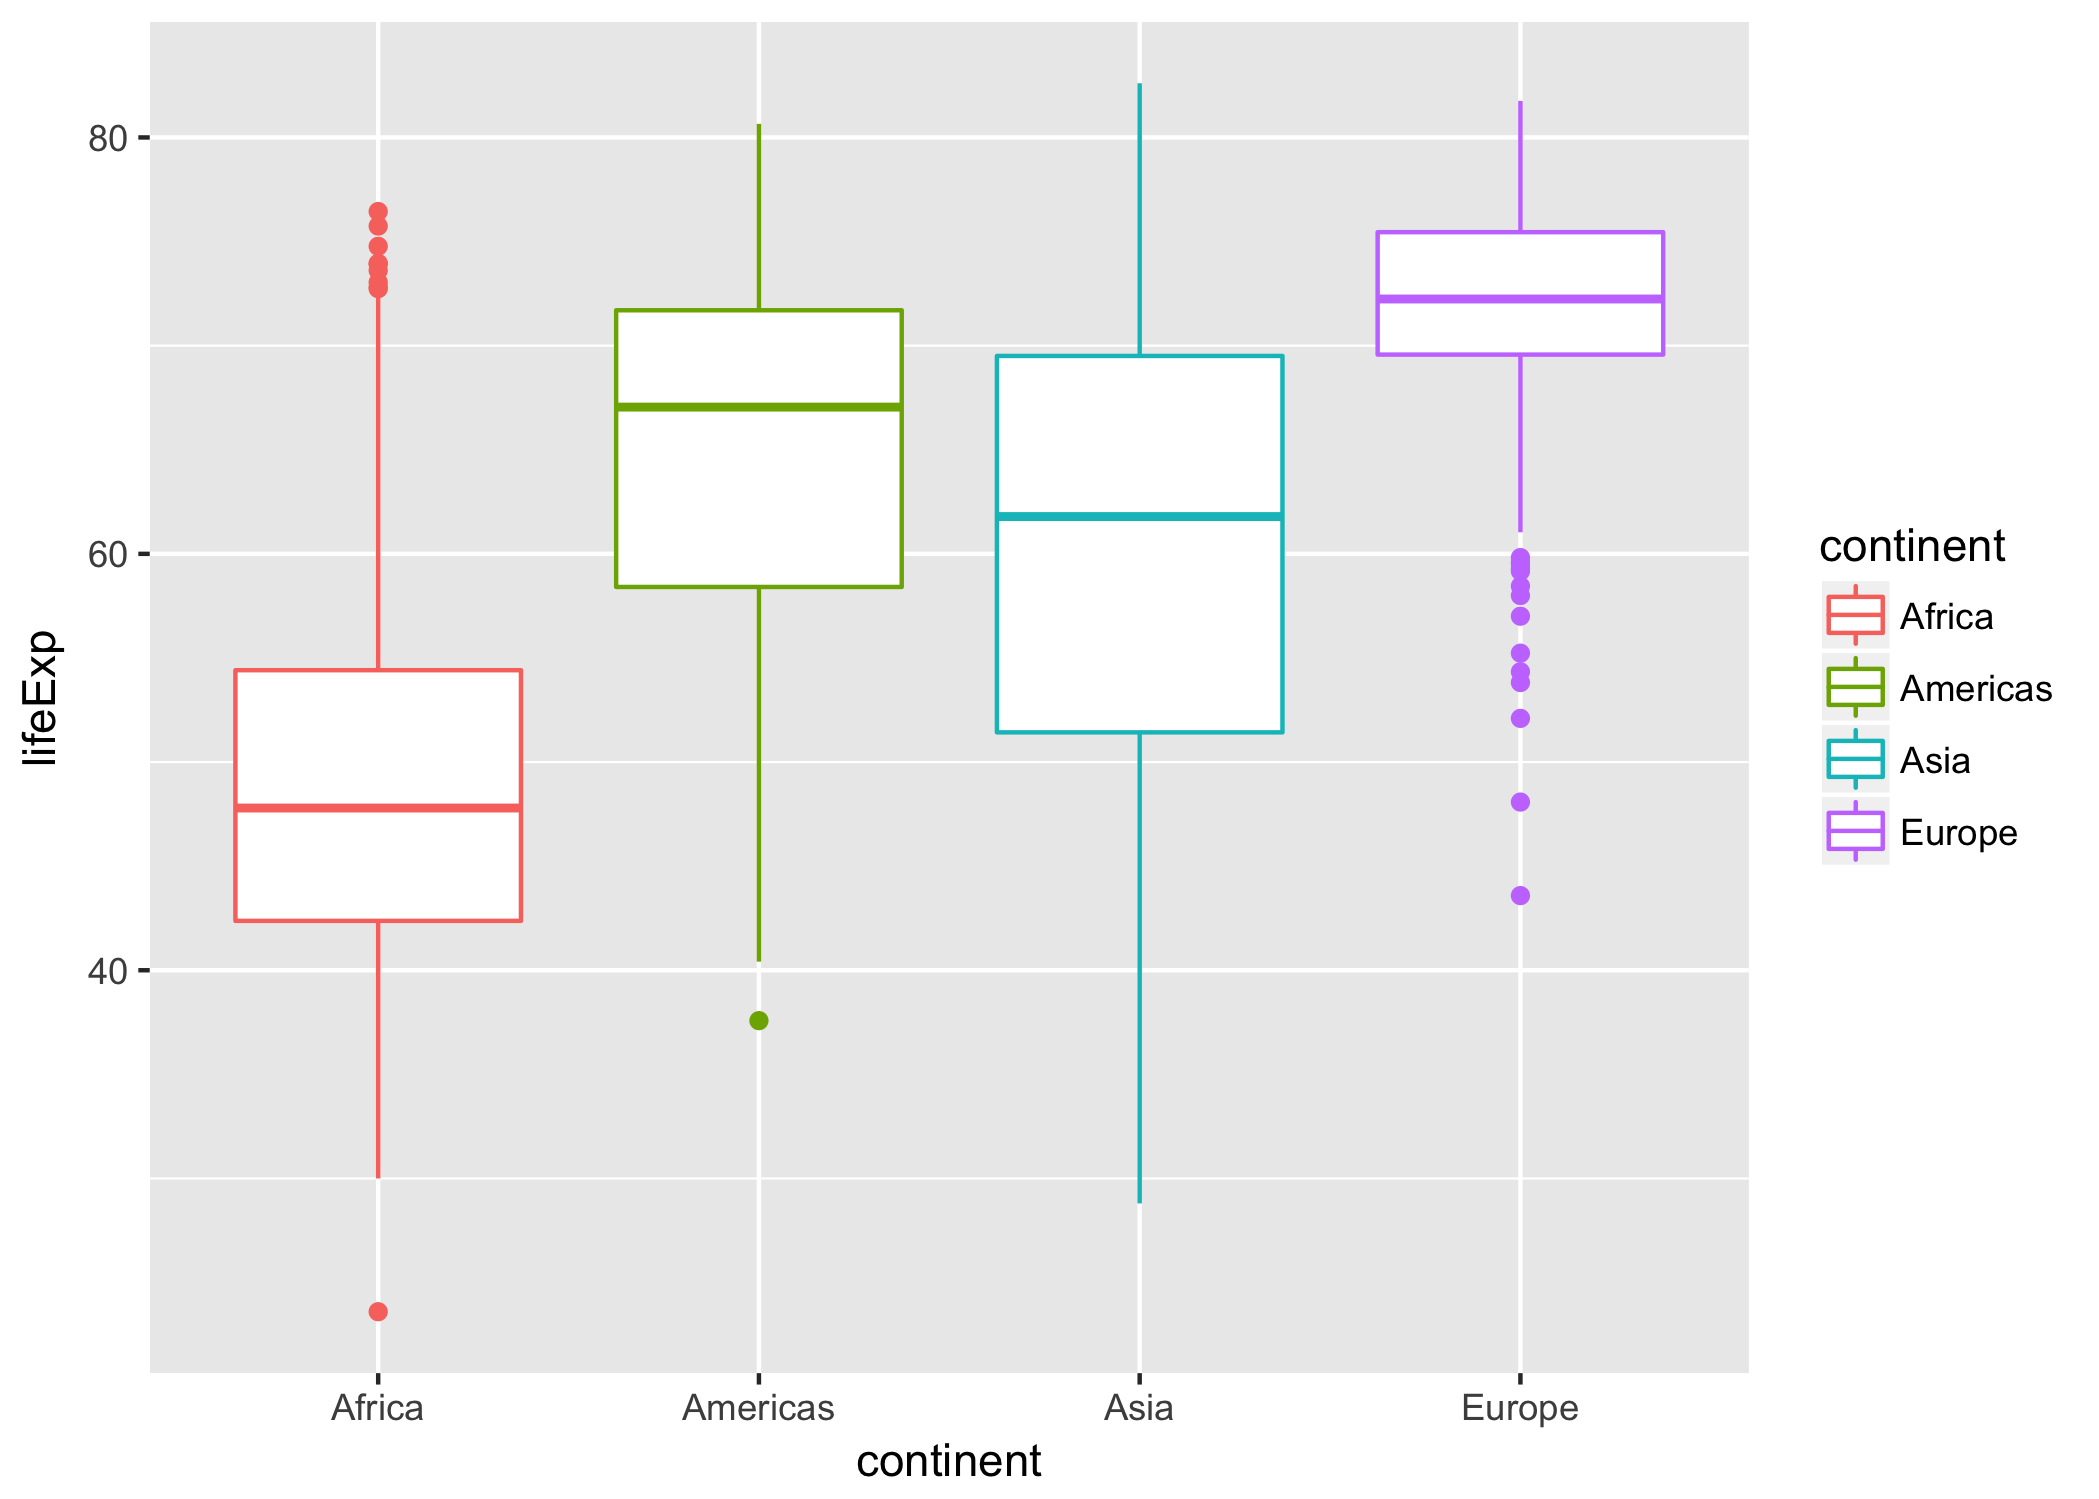 80
60
40
lifeExp
Africa
Americas
Asia
Europe
continent
continent
Africa
Americas
Asia
Europe